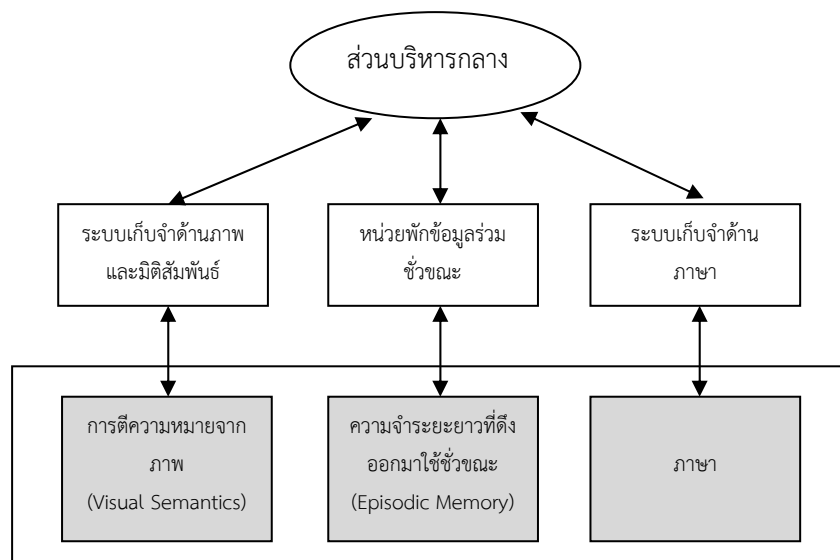 ส่วนบริหารกลาง
ระบบเก็บจำด้านภาพ
และมิติสัมพันธ์
หน่วยพักข้อมูลร่วม
ชั่วขณะ
ระบบเก็บจำด้าน
ภาษา
การตีความหมายจาก
ภาพ
(Visual Semantics)
ความจำระยะยาวที่ดึง
ออกมาใช้ชั่วขณะ
(Episodic Memory)
ภาษา